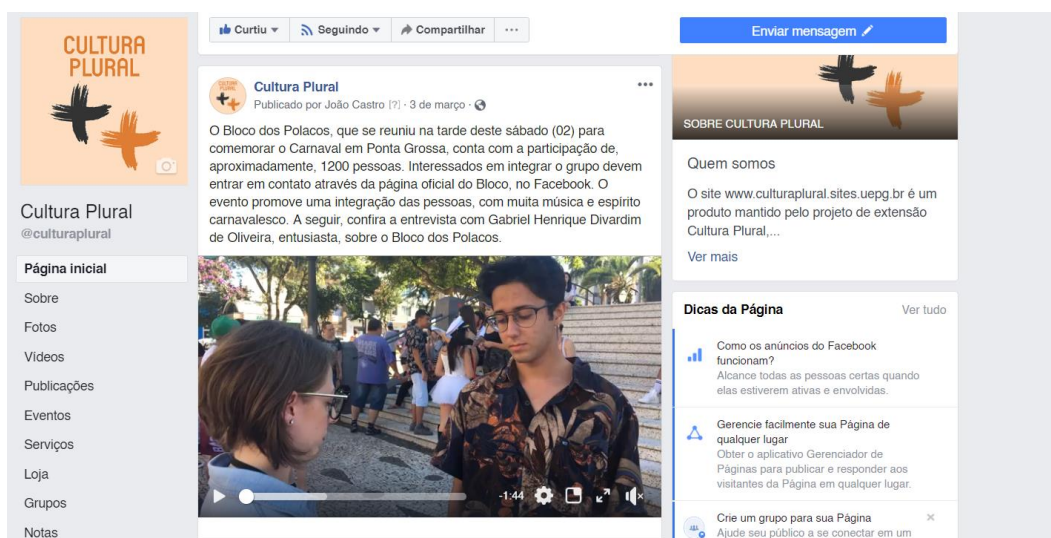 CULTURA
PLURAL
Cultura Plural
@culturaplural
Página inicial
Sobre
Fotos
Vídeos
Publicações
Eventos
Serviços
Loja
Grupos
Notas
Curtiu
Seguindo
Compartilhar
Cultura Plural
Publicado por João Castro [?] · 3 de março ·
O Bloco dos Polacos, que se reuniu na tarde deste sábado (02) para
comemorar o Carnaval em Ponta Grossa, conta com a participação de,
aproximadamente, 1200 pessoas. Interessados em integrar o grupo devem
entrar em contato através da página oficial do Bloco, no Facebook. O
evento promove uma integração das pessoas, com muita música e espírito
carnavalesco. A seguir, confira a entrevista com Gabriel Henrique Divardim
de Oliveira, entusiasta, sobre o Bloco dos Polacos.
-1:44
Enviar mensagem
SOBRE CULTURA PLURAL
Quem somos
O site www.culturaplural.sites.uepg.br é um
produto mantido pelo projeto de extensão
Cultura Plural,...
Ver mais
Dicas da Página Ver tudo
Como os anúncios do Facebook
funcionam?
Alcance todas as pessoas certas quando
elas estiverem ativas e envolvidas.
Gerencie facilmente sua Página de
qualquer lugar
Obter o aplicativo Gerenciador de
Páginas para publicar e responder aos
visitantes da Página em qualquer lugar.
Crie um grupo para sua Página
Ajude seu público a se conectar em um